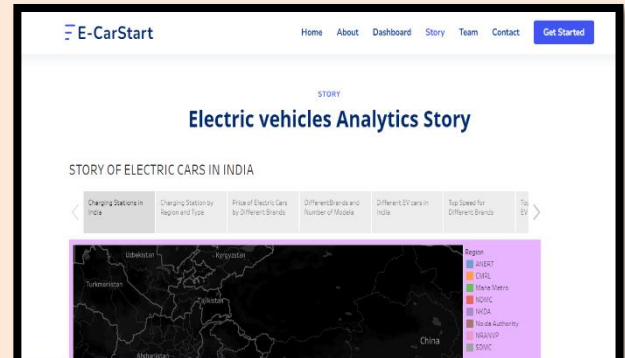 E-CarStart
Home About Dashboard Story Team Contact Get Started
STORY
Electric vehicles Analytics Story
STORY OF ELECTRIC CARS IN INDIA
Charging Stations in India
Charging Station by Region and Type
Price of Electric Cars by Different Brands
DifferentBrands and Number of Models
Different EV cars in India
Top Speed for Different Brands
EV
Uzbekistan
Kyrgyzstan
Turkmenistan
Tajikistan
Afghanistan
China
Region
ANERT
CMRL
Maha Metro
NDMC
NKDA
Noida Authority
NRANVP
SDMC